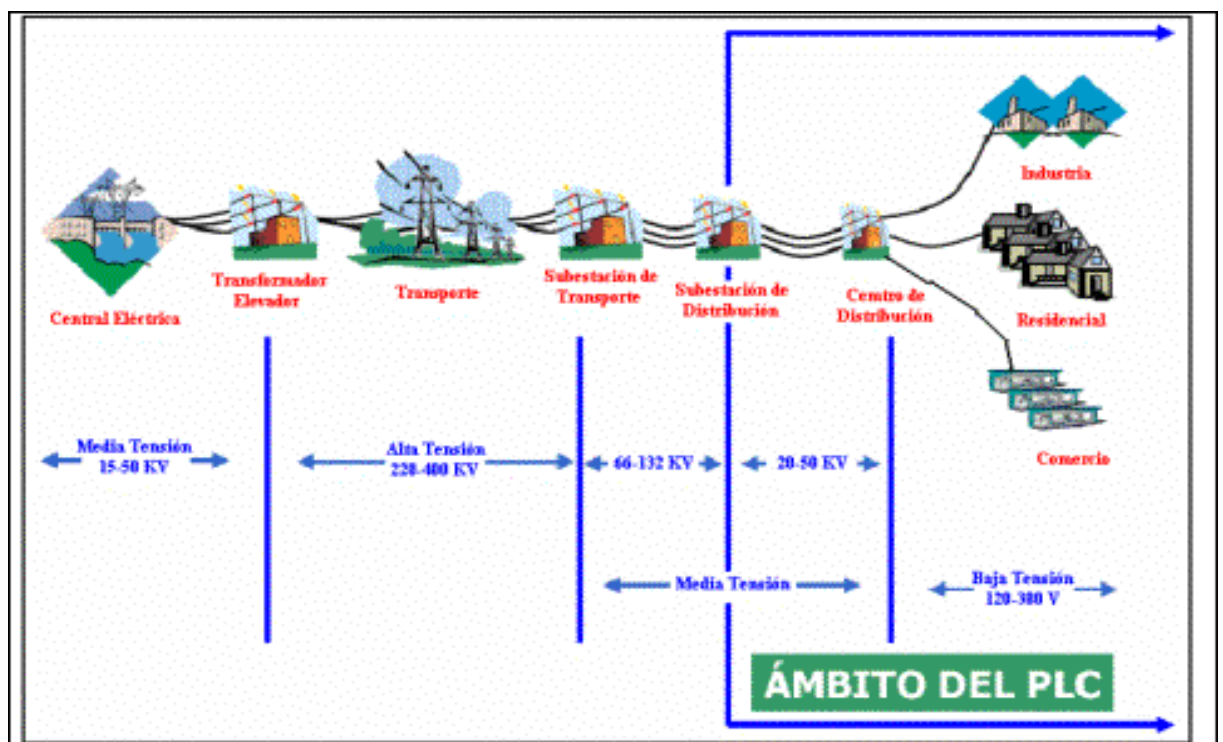 Industria
Central Eléctrica
Transformador
Elevador
Transporte
Subestación de
Transporte
Subestación de
Distribución
Centro de
Distribución
Residencial
Comercio
Media Tensión
15-50 KV
Alta Tensión
220-400 KV
66-132 KV
20-50 KV
Media Tensión
Baja Tensión
120-380 V
ÁMBITO DEL PLC